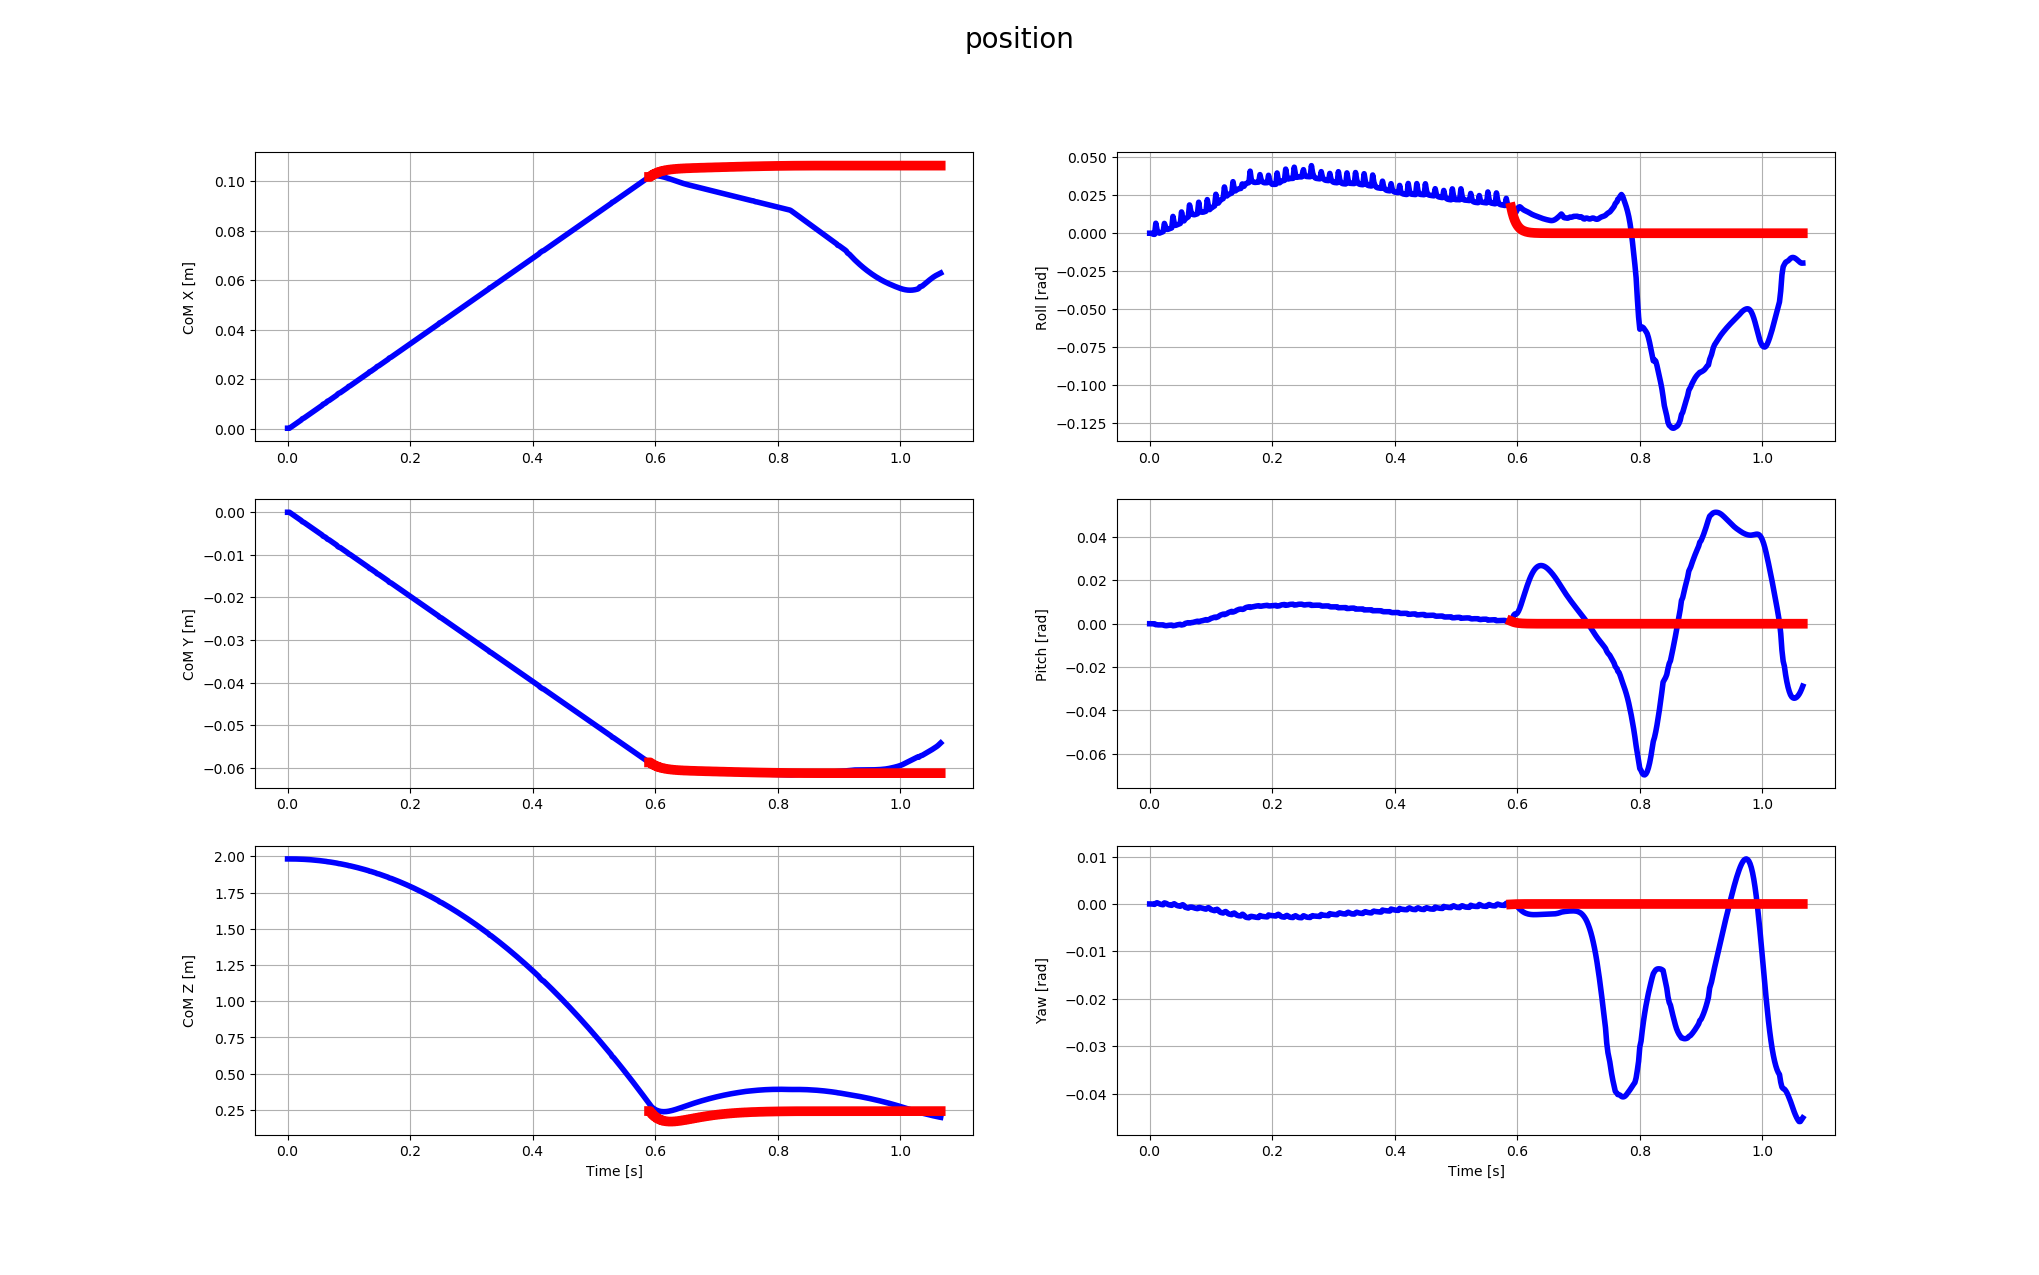 position
CoM X [m]
0.10
0.08
0.06
0.04
0.02
0.00
0.0 0.2 0.4 0.6 0.8 1.0
Roll [rad]
0.050
0.025
0.000
−0.025
−0.050
−0.075
−0.100
−0.125
0.0 0.2 0.4 0.6 0.8 1.0
CoM Y [m]
0.00
−0.01
−0.02
−0.03
−0.04
−0.05
−0.06
0.0 0.2 0.4 0.6 0.8 1.0
Pitch [rad]
0.04
0.02
0.00
−0.02
−0.04
−0.06
0.0 0.2 0.4 0.6 0.8 1.0
CoM Z [m]
2.00
1.75
1.50
1.25
1.00
0.75
0.50
0.25
0.0 0.2 0.4 0.6 0.8 1.0
Time [s]
Yaw [rad]
0.01
0.00
−0.01
−0.02
−0.03
−0.04
0.0 0.2 0.4 0.6 0.8 1.0
Time [s]